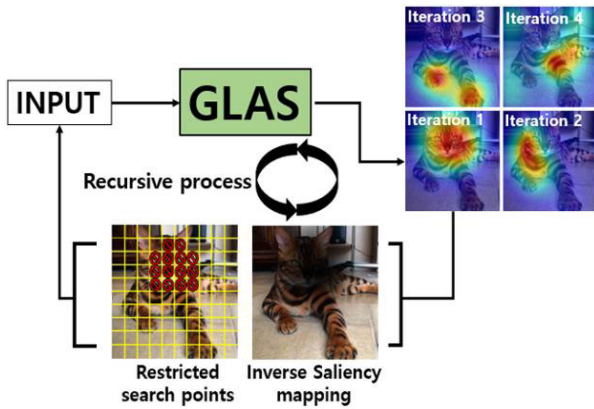 Iteration 3
Iteration 4
INPUT
GLAS
Iteration 1
Iteration 2
Recursive process
Restricted
search points
Inverse Saliency
mapping